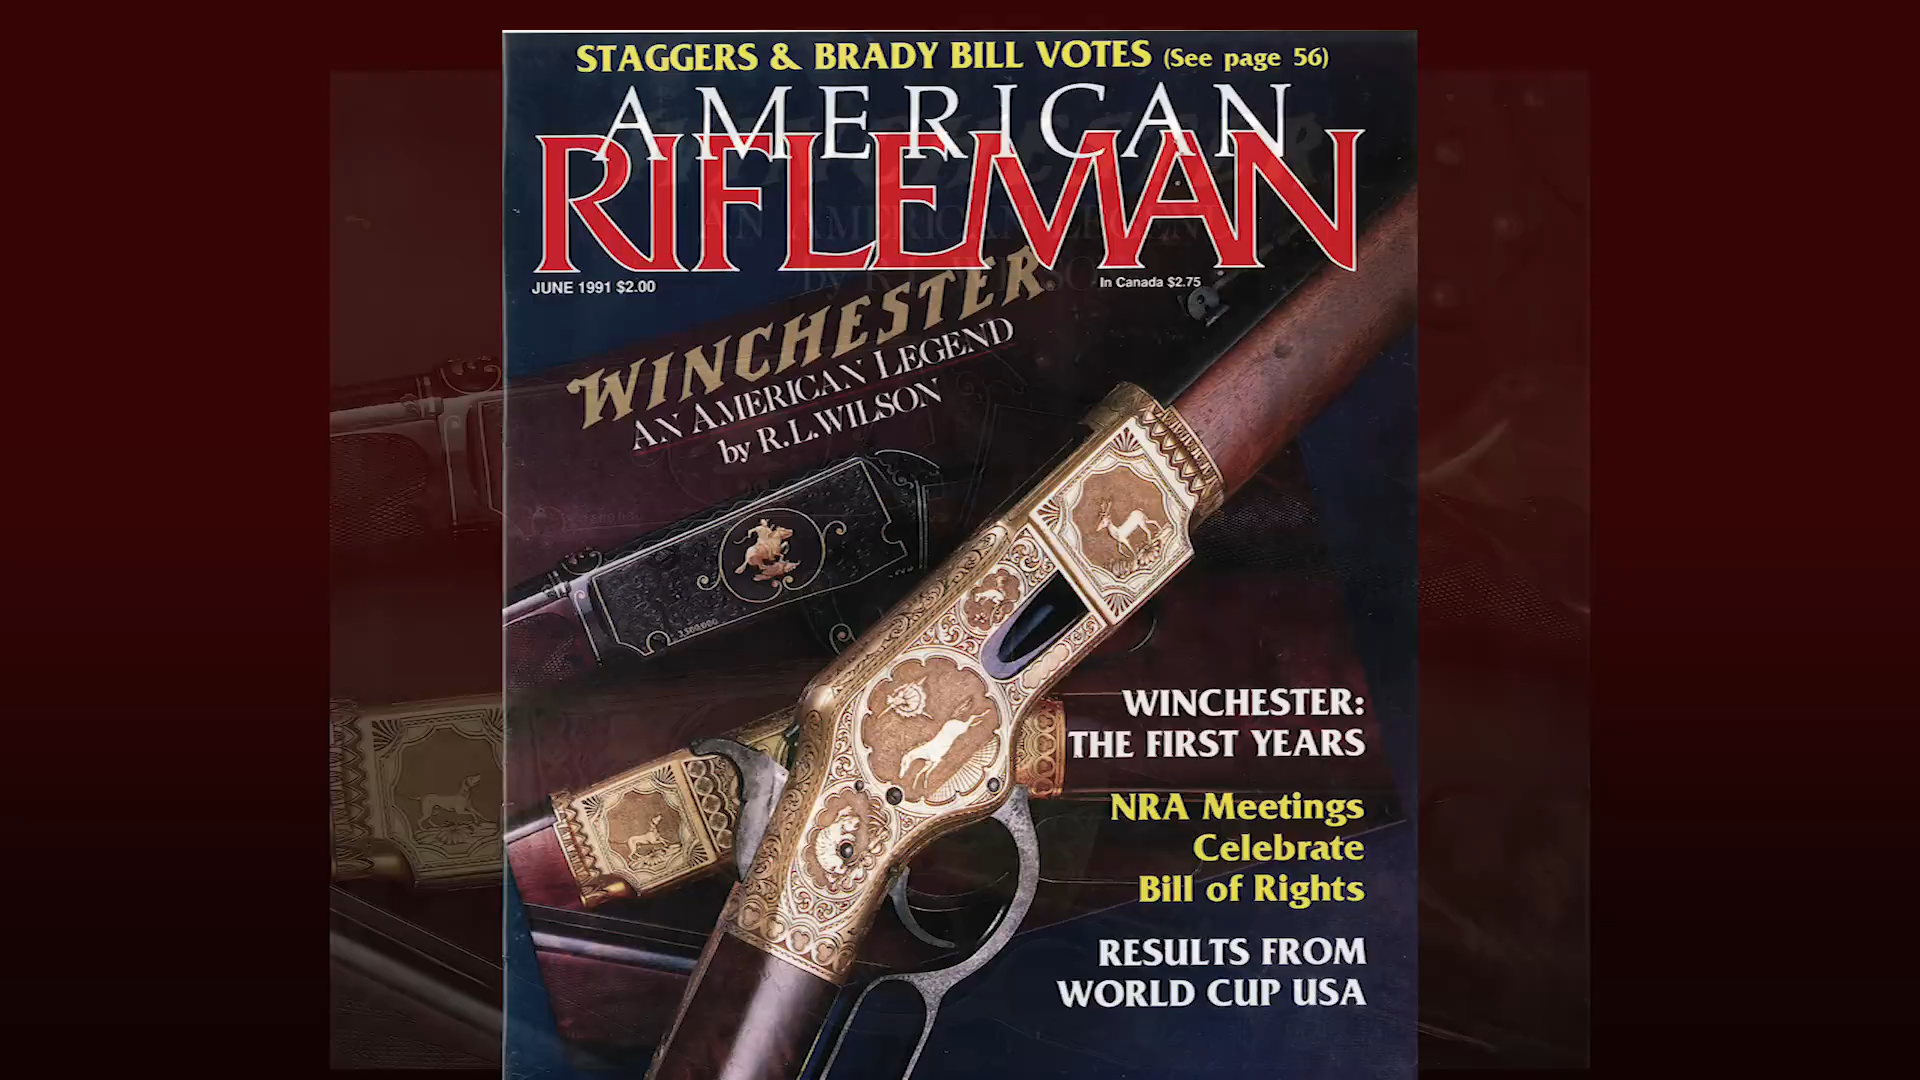 STAGGERS & BRADY BILL VOTES (See page 56)
AMERICAN
RIFLEMAN
JUNE 1991 $2.00
In Canada $2.75
WINCHESTER
AN AMERICAN LEGEND
by R.L.WILSON
WINCHESTER:
THE FIRST YEARS
NRA Meetings
Celebrate
Bill of Rights
RESULTS FROM
WORLD CUP USA